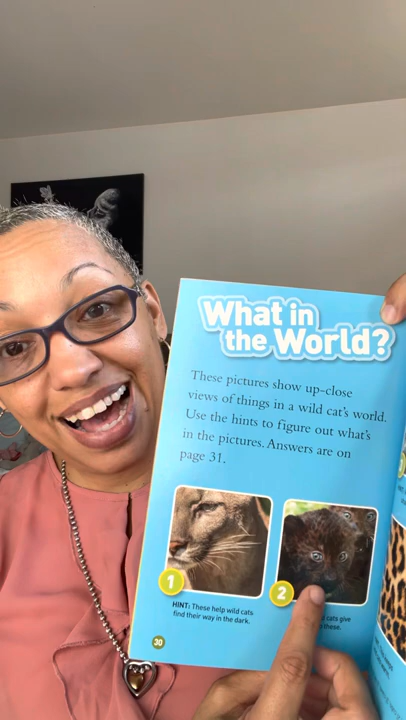 What in
the World?
These pictures show up-close
views of things in a wild cat's world.
Use the hints to figure out what's
in the pictures. Answers are on
page 31.
1
2
HINT: These help wild cats
find their way in the dark.
cats give
these.
30